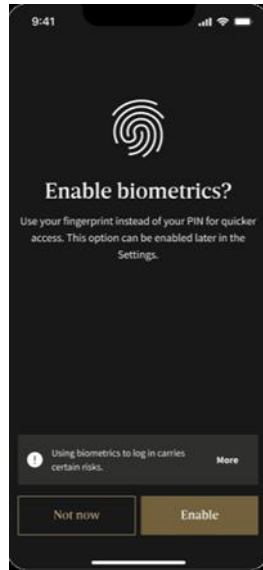 9:41
Enable biometrics?
Use your fingerprint instead of your PIN for quicker
access. This option can be enabled later in the
Settings.
Using biometrics to log in carries
certain risks.
More
Not now
Enable